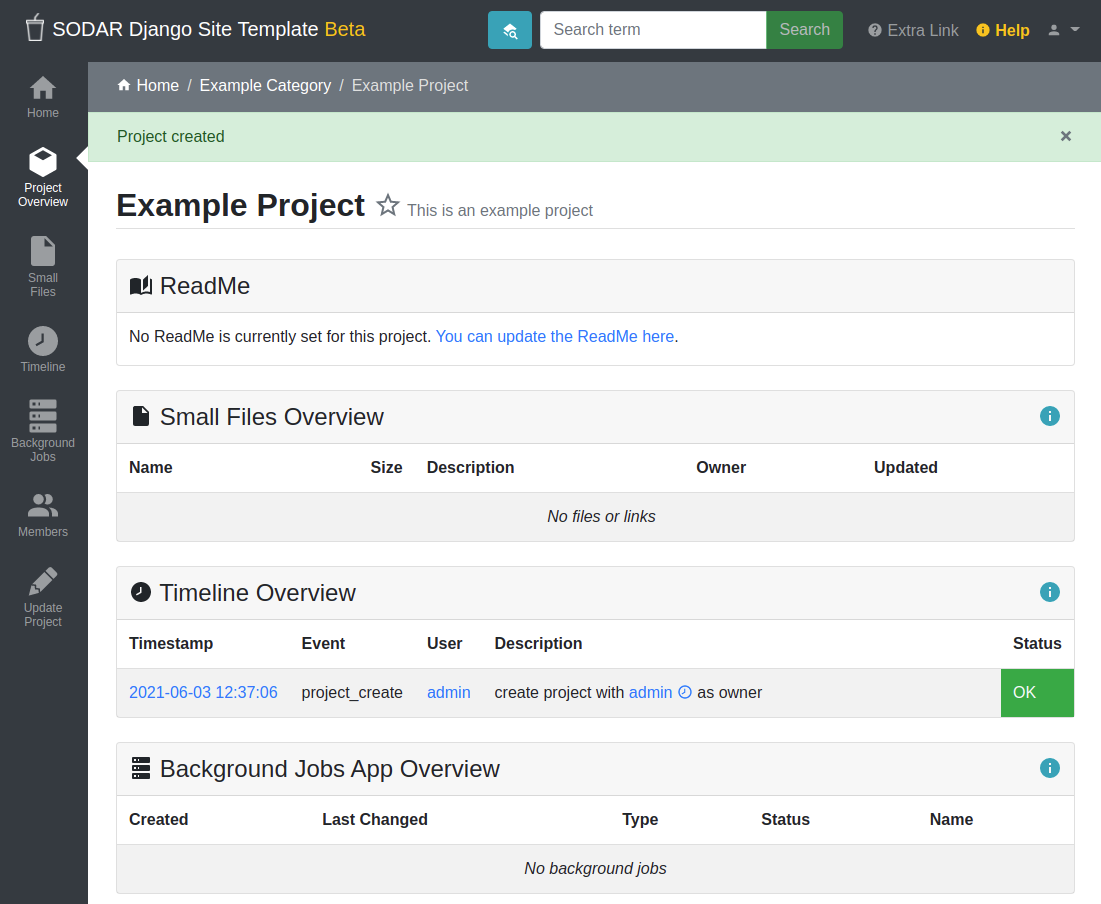 SODAR Django Site Template Beta
Search term
Search
Extra Link
Help
Home
Project
Overview
Small
Files
Timeline
Background
Jobs
Members
Update
Project
Home / Example Category / Example Project
Project created ×
Example Project This is an example project
ReadMe
No ReadMe is currently set for this project. You can update the ReadMe here.
Small Files Overview
Name Size Description Owner Updated
No files or links
Timeline Overview
Timestamp Event User Description Status
2021-06-03 12:37:06 project_create admin create project with admin as owner OK
Background Jobs App Overview
Created Last Changed Type Status Name
No background jobs